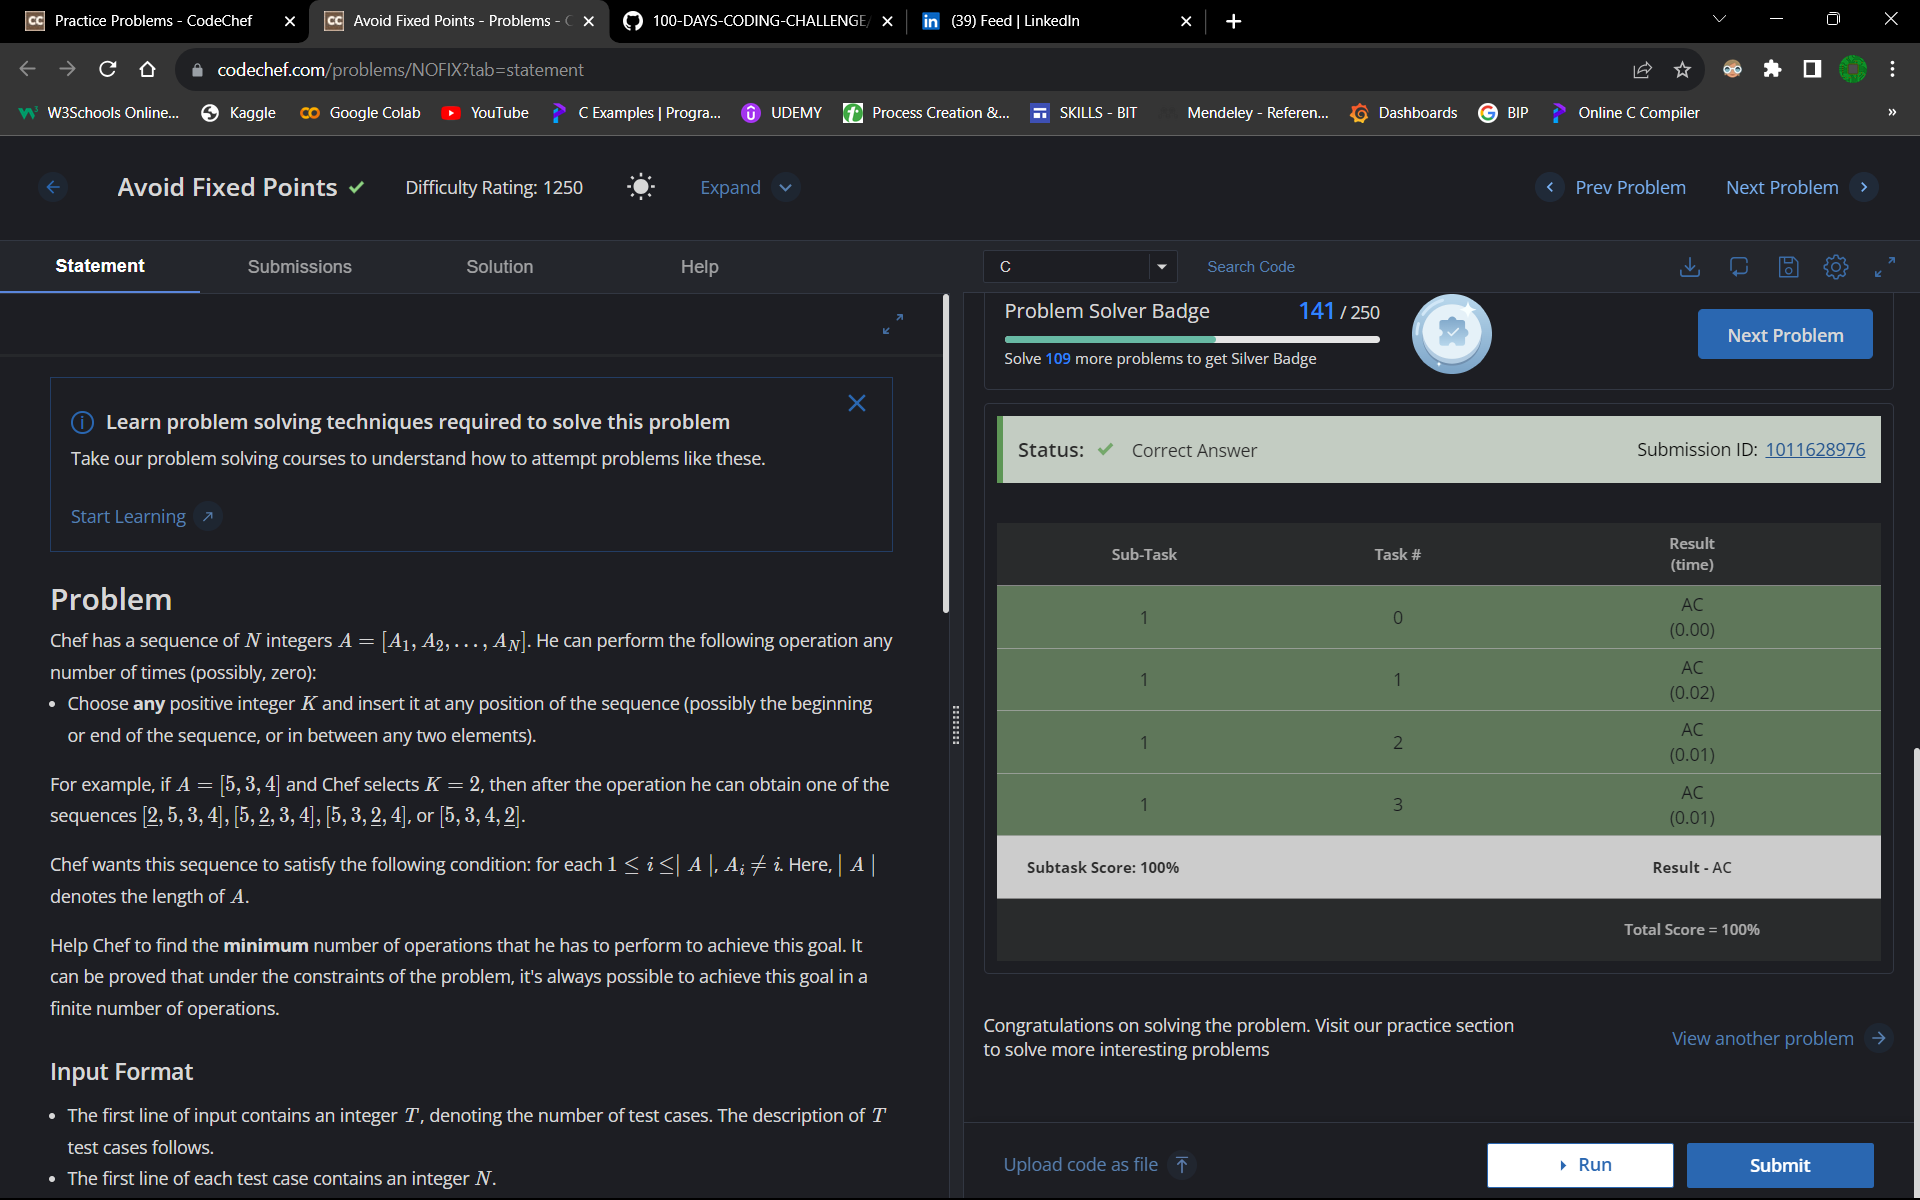 Practice Problems - CodeChef
Avoid Fixed Points - Problems -
100-DAYS-CODING-CHALLENGE/
(39) Feed | LinkedIn
codechef.com/problems/NOFIX?tab=statement
W3Schools Online...
Kaggle
Google Colab
YouTube
C Examples | Progra...
UDEMY
Process Creation &...
SKILLS - BIT
Mendeley - Referen...
Dashboards
BIP
Online C Compiler
»
Avoid Fixed Points
Difficulty Rating: 1250
Expand
Prev Problem
Next Problem
Statement
Submissions
Solution
Help
Learn problem solving techniques required to solve this problem
Take our problem solving courses to understand how to attempt problems like these.
Start Learning
Problem
Chef has a sequence of N integers A = [A₁, A₂, . . . , A_N]. He can perform the following operation any
number of times (possibly, zero):
• Choose any positive integer K and insert it at any position of the sequence (possibly the beginning
or end of the sequence, or in between any two elements).
For example, if A = [5, 3, 4] and Chef selects K = 2, then after the operation he can obtain one of the
sequences [2, 5, 3, 4], [5, 2, 3, 4], [5, 3, 2, 4], or [5, 3, 4, 2].
Chef wants this sequence to satisfy the following condition: for each 1 ≤ i ≤| A |, Aᵢ ≠ i. Here, | A |
denotes the length of A.
Help Chef to find the minimum number of operations that he has to perform to achieve this goal. It
can be proved that under the constraints of the problem, it's always possible to achieve this goal in a
finite number of operations.
Input Format
• The first line of input contains an integer T, denoting the number of test cases. The description of T
test cases follows.
• The first line of each test case contains an integer N.
C
Search Code
Problem Solver Badge
141 / 250
Solve 109 more problems to get Silver Badge
Next Problem
Status: Correct Answer
Submission ID: 1011628976
Sub-Task Task # Result
(time)
1 0 AC
(0.00)
1 1 AC
(0.02)
1 2 AC
(0.01)
1 3 AC
(0.01)
Subtask Score: 100% Result - AC
Total Score = 100%
Congratulations on solving the problem. Visit our practice section
to solve more interesting problems
View another problem
Upload code as file
Run
Submit